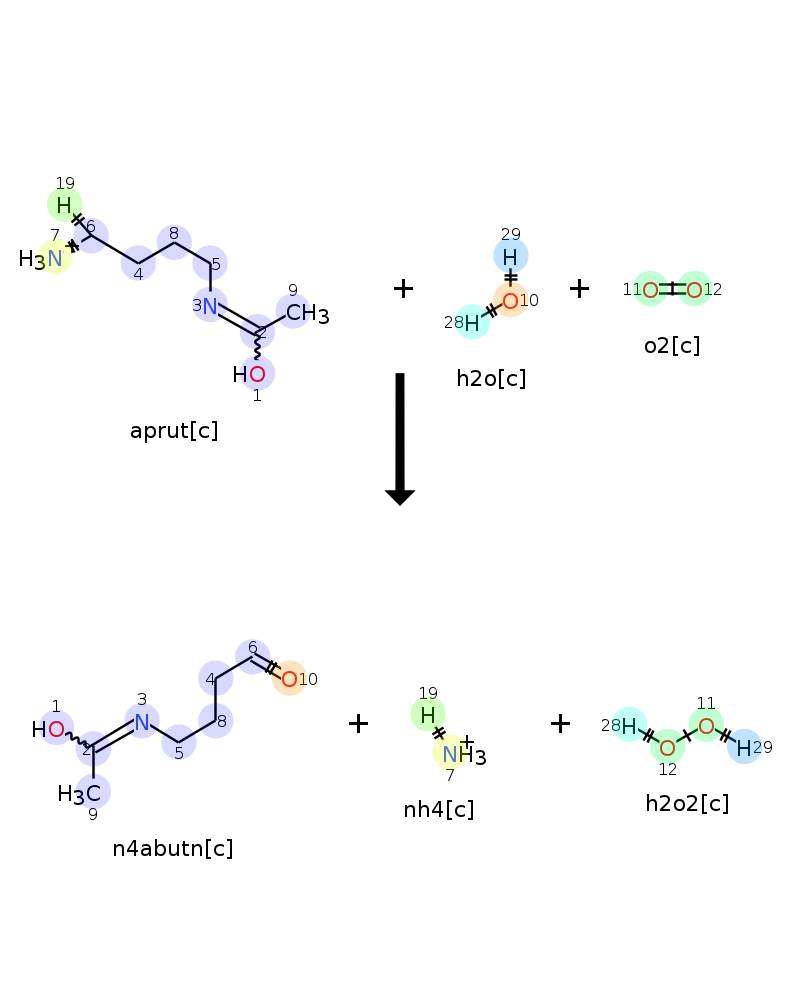 19
H
6
7
H3N
8
4
5
3N
9
CH3
2
HO
1
aprut[c]
+
29
H
O10
28H
h2o[c]
+
11O O12
o2[c]
6
O10
4
1
3
HO
N
8
2
5
H3C
9
n4abutn[c]
+
19
H
+
NH3
7
nh4[c]
+
11
28H
O
O
H29
12
h2o2[c]